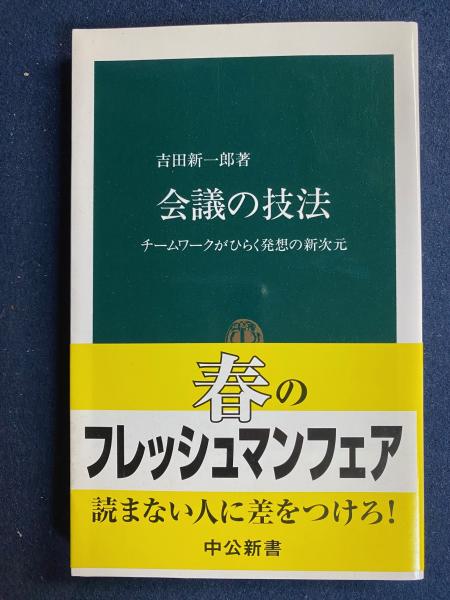 吉田新一郎著
会議の技法
チームワークがひらく発想の新次元
春の
フレッシュマンフェア
読まない人に差をつけろ!
中公新書